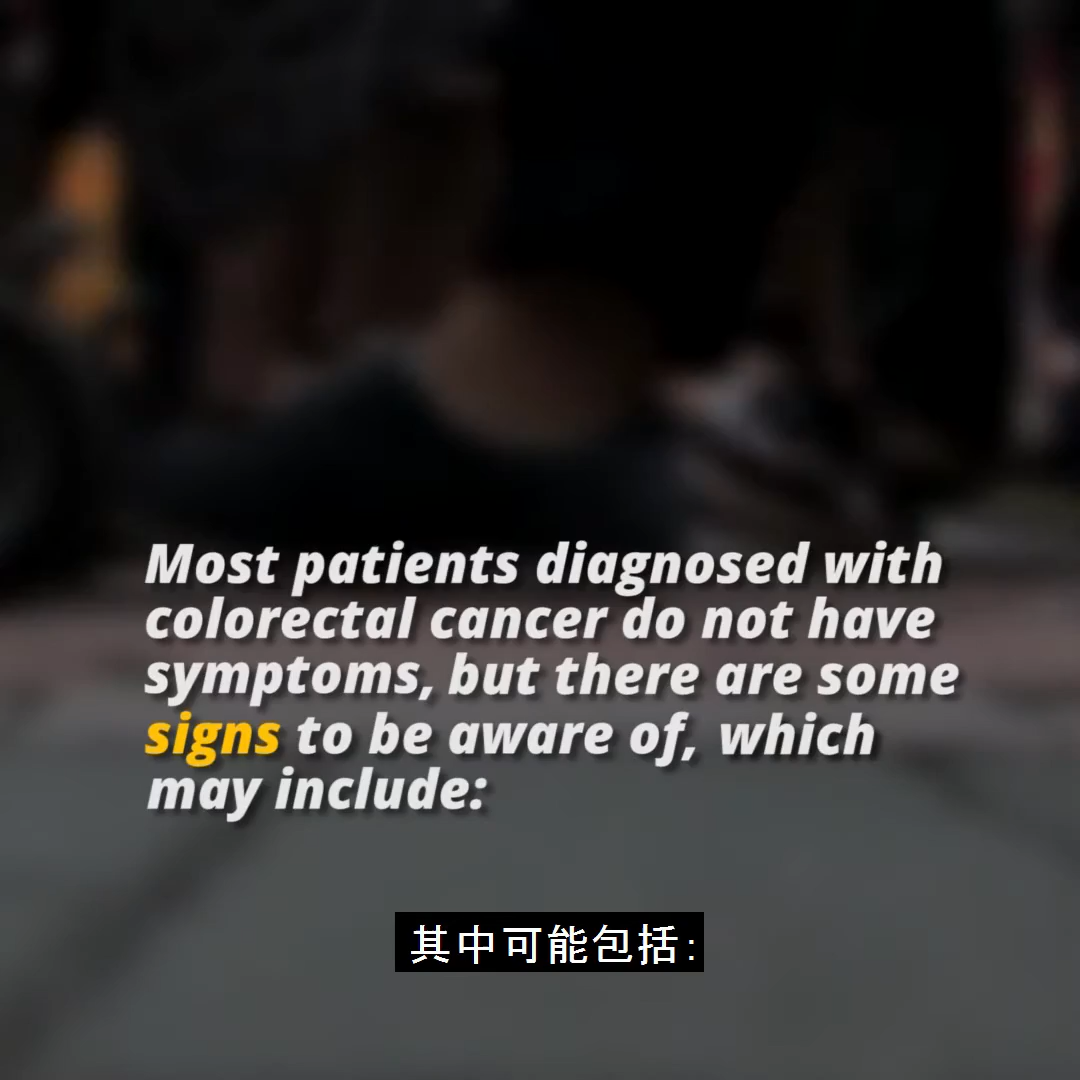 Most patients diagnosed with
colorectal cancer do not have
symptoms, but there are some
signs to be aware of, which
may include:
其中可能包括: